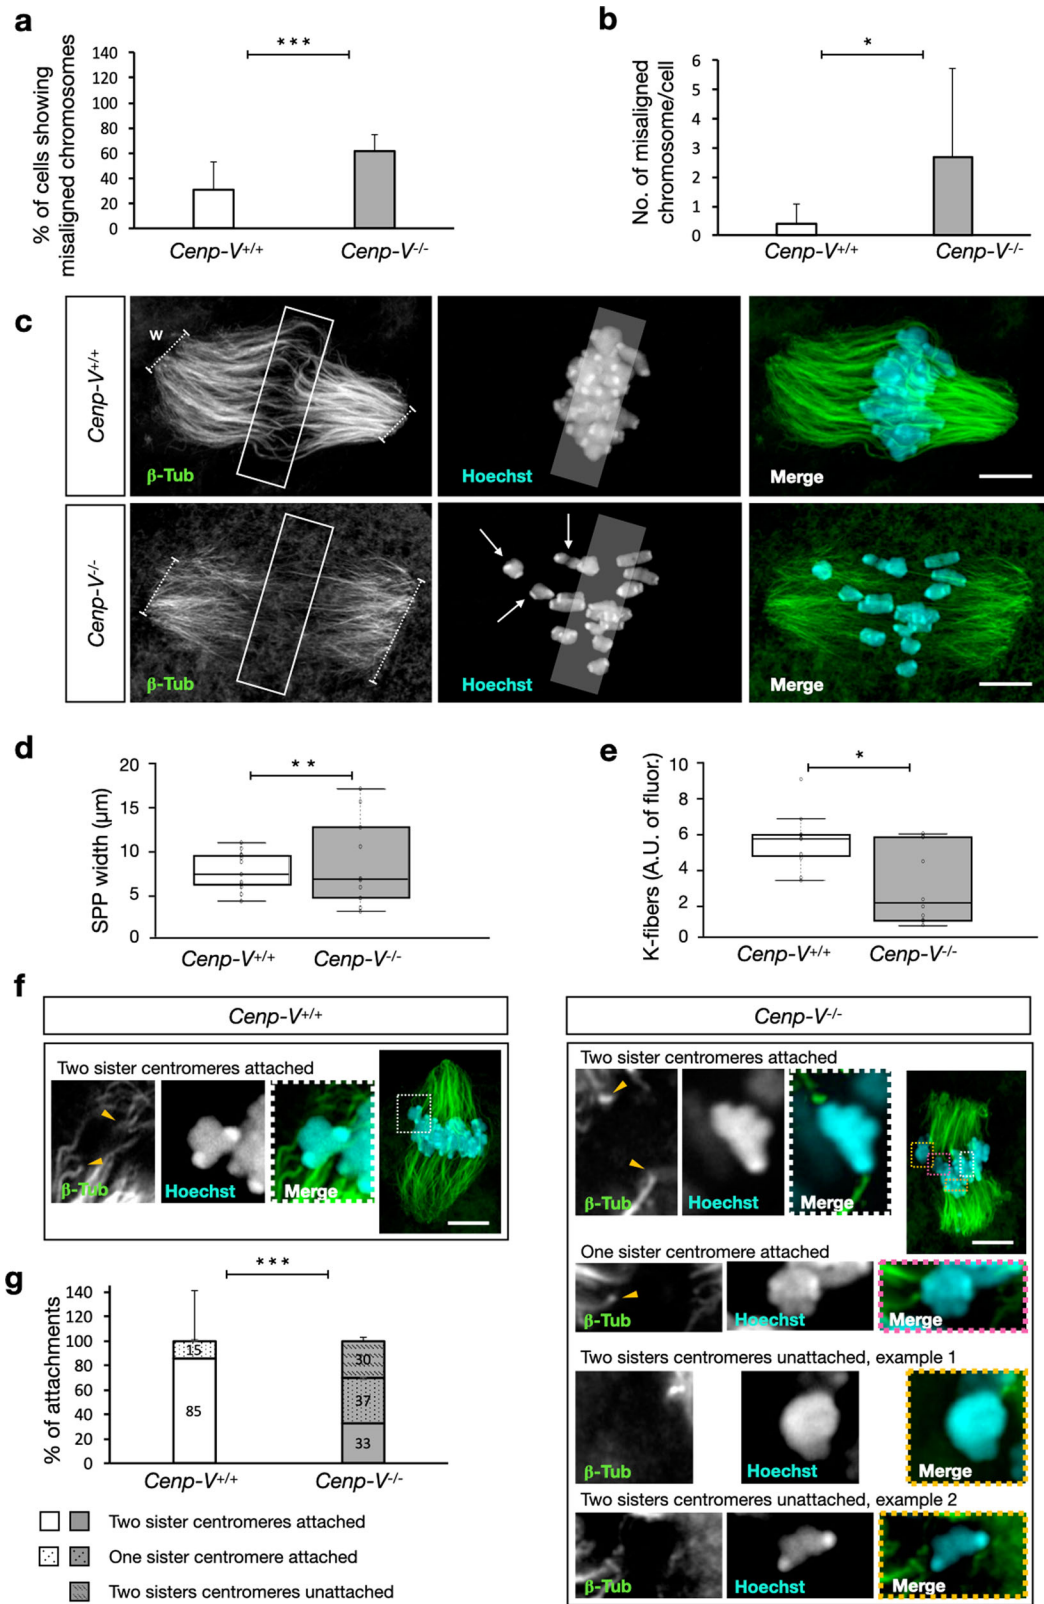 a
% of cells showing
misaligned chromosomes
140
120
100
80
60
40
20
0
***
Cenp-V+/+
Cenp-V-/-
b
No. of misaligned
chromosome/cell
6
5
4
3
2
1
0
*
Cenp-V+/+
Cenp-V-/-
c
Cenp-V+/+
w
β-Tub
Hoechst
Merge
Cenp-V-/-
β-Tub
Hoechst
Merge
d
SPP width (μm)
20
15
10
5
0
**
Cenp-V+/+
Cenp-V-/-
e
K-fibers (A.U. of fluor.)
10
8
6
4
2
0
*
Cenp-V+/+
Cenp-V-/-
f
Cenp-V+/+
Two sister centromeres attached
β-Tub
Hoechst
Merge
Cenp-V-/-
Two sister centromeres attached
β-Tub
Hoechst
Merge
One sister centromere attached
β-Tub
Hoechst
Merge
Two sisters centromeres unattached, example 1
β-Tub
Hoechst
Merge
Two sisters centromeres unattached, example 2
β-Tub
Hoechst
Merge
g
% of attachments
140
120
100
80
60
40
20
0
***
15
85
30
37
33
Cenp-V+/+
Cenp-V-/-
Two sister centromeres attached
One sister centromere attached
Two sisters centromeres unattached